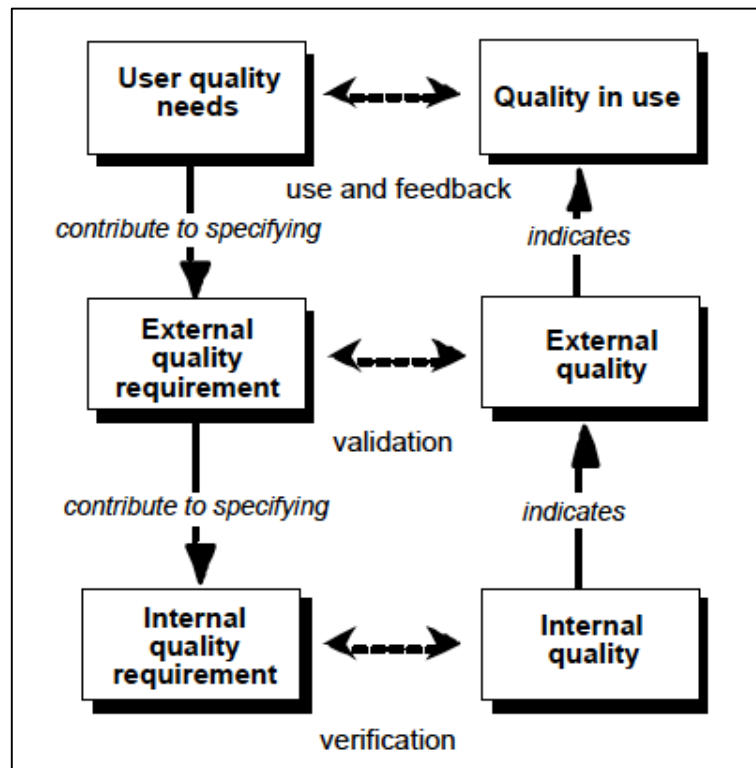 User quality
needs
Quality in use
use and feedback
contribute to specifying
indicates
External
quality
requirement
External
quality
validation
contribute to specifying
indicates
Internal
quality
requirement
Internal
quality
verification